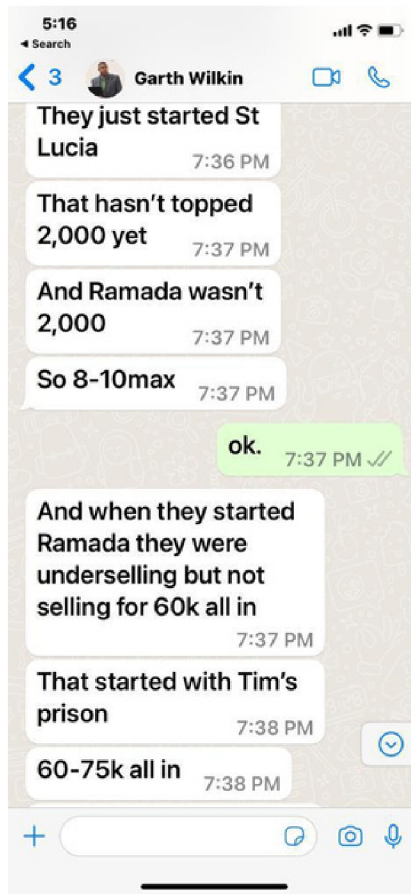 5:16
Search
3
Garth Wilkin
They just started St
Lucia
7:36 PM
That hasn't topped
2,000 yet
7:37 PM
And Ramada wasn't
2,000
7:37 PM
So 8-10max
7:37 PM
ok.
7:37 PM
And when they started
Ramada they were
underselling but not
selling for 60k all in
7:37 PM
That started with Tim's
prison
7:38 PM
60-75k all in
7:38 PM